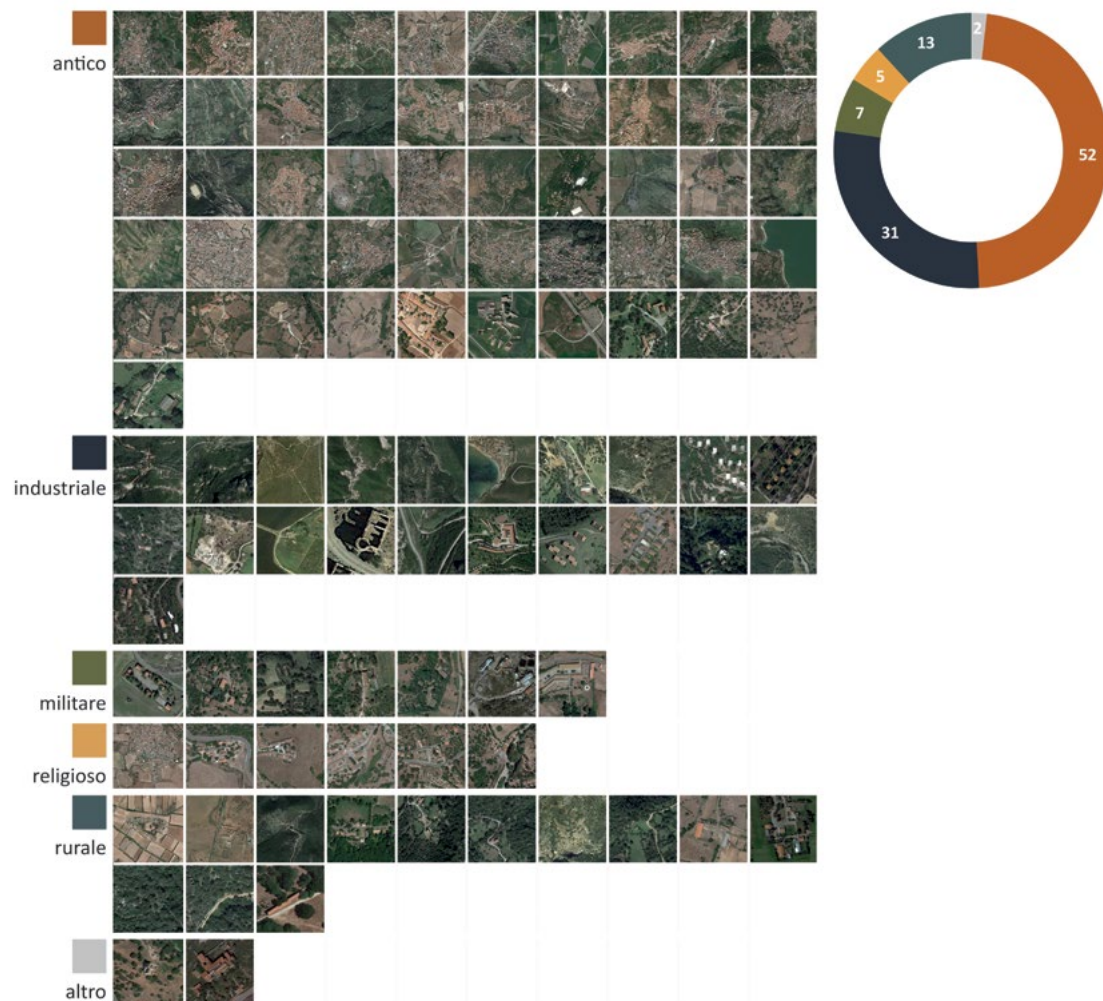 antico
industriale
militare
religioso
rurale
altro
2
13
5
7
31
52